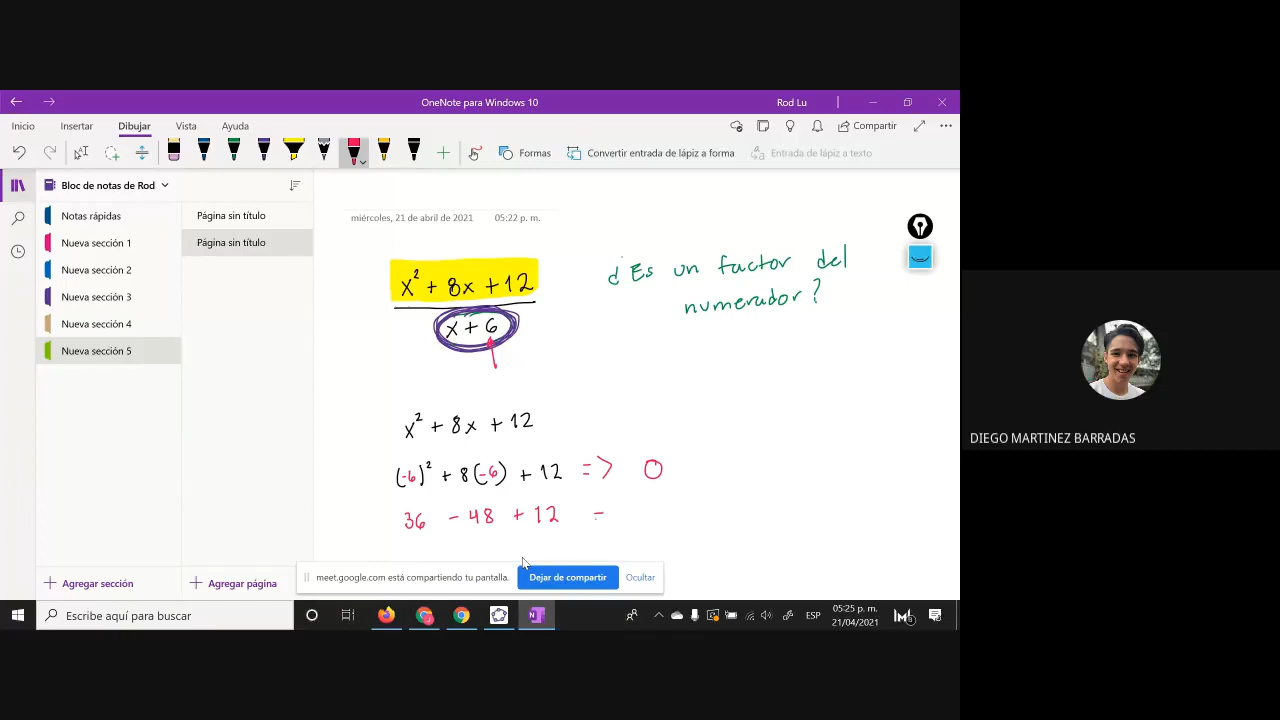 OneNote para Windows 10
Rod Lu
Inicio Insertar Dibujar Vista Ayuda
Compartir
Formas
Convertir entrada de lápiz a forma
Entrada de lápiz a texto
Bloc de notas de Rod
Notas rápidas
Nueva sección 1
Nueva sección 2
Nueva sección 3
Nueva sección 4
Nueva sección 5
Agregar sección
Página sin título
Página sin título
Agregar página
miércoles, 21 de abril de 2021 05:22 p. m.
x² + 8x + 12
x + 6
¿Es un factor del
numerador?
x² + 8x + 12
(-6)² + 8(-6) + 12 => 0
36 - 48 + 12 =
meet.google.com está compartiendo tu pantalla.
Dejar de compartir
Ocultar
DIEGO MARTINEZ BARRADAS
Escribe aquí para buscar
ESP
05:25 p. m.
21/04/2021